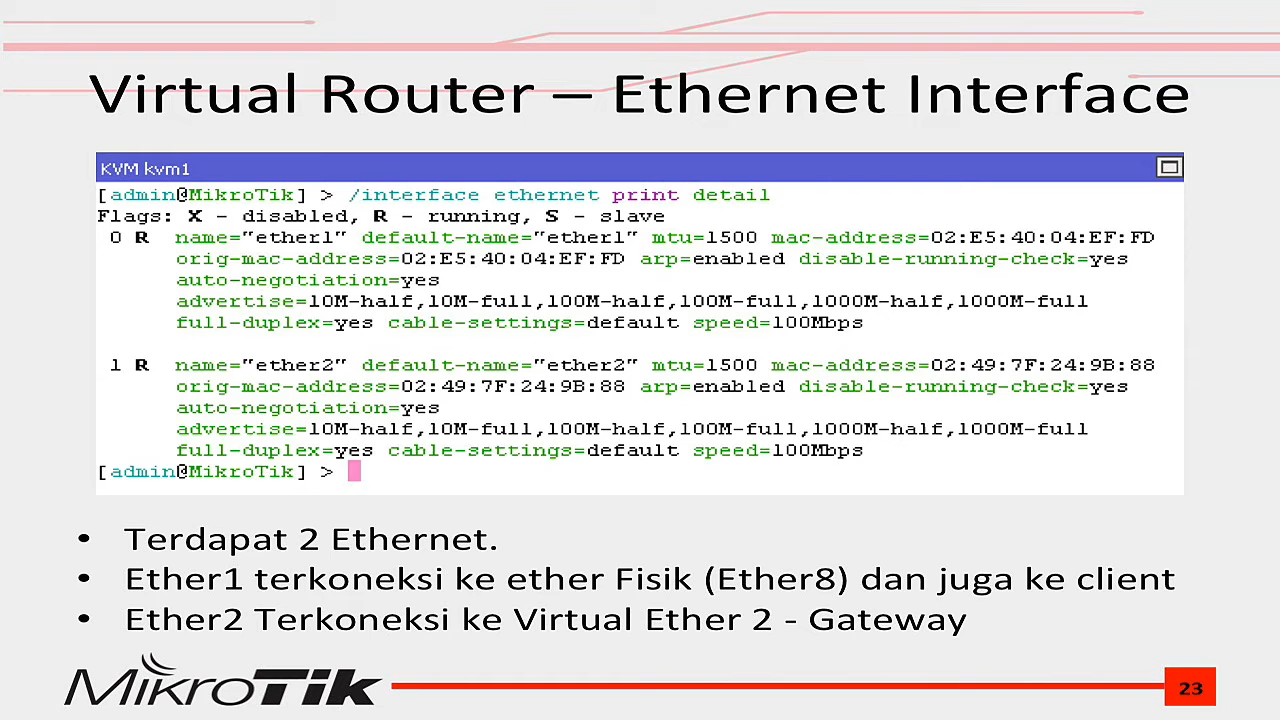 Virtual Router – Ethernet Interface
KVM kvm1
[admin@MikroTik] > /interface ethernet print detail
Flags: X - disabled, R - running, S - slave
0 R name="ether1" default-name="ether1" mtu=1500 mac-address=02:E5:40:04:EF:FD
orig-mac-address=02:E5:40:04:EF:FD arp=enabled disable-running-check=yes
auto-negotiation=yes
advertise=10M-half,10M-full,100M-half,100M-full,1000M-half,1000M-full
full-duplex=yes cable-settings=default speed=100Mbps
1 R name="ether2" default-name="ether2" mtu=1500 mac-address=02:49:7F:24:9B:88
orig-mac-address=02:49:7F:24:9B:88 arp=enabled disable-running-check=yes
auto-negotiation=yes
advertise=10M-half,10M-full,100M-half,100M-full,1000M-half,1000M-full
full-duplex=yes cable-settings=default speed=100Mbps
[admin@MikroTik] >
• Terdapat 2 Ethernet.
• Ether1 terkoneksi ke ether Fisik (Ether8) dan juga ke client
• Ether2 Terkoneksi ke Virtual Ether 2 - Gateway
MikroTik
23